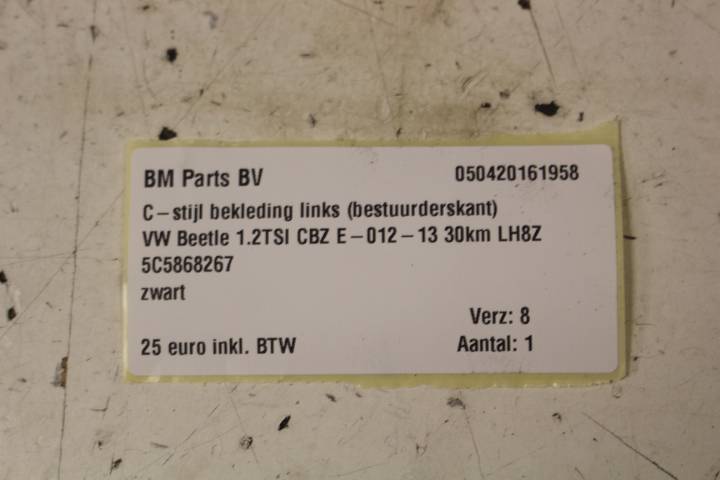 BM Parts BV 050420161958
C-stijl bekleding links (bestuurderskant)
VW Beetle 1.2TSI CBZ E-012-13 30km LH8Z
5C5868267
zwart
Verz: 8
25 euro inkl. BTW Aantal: 1